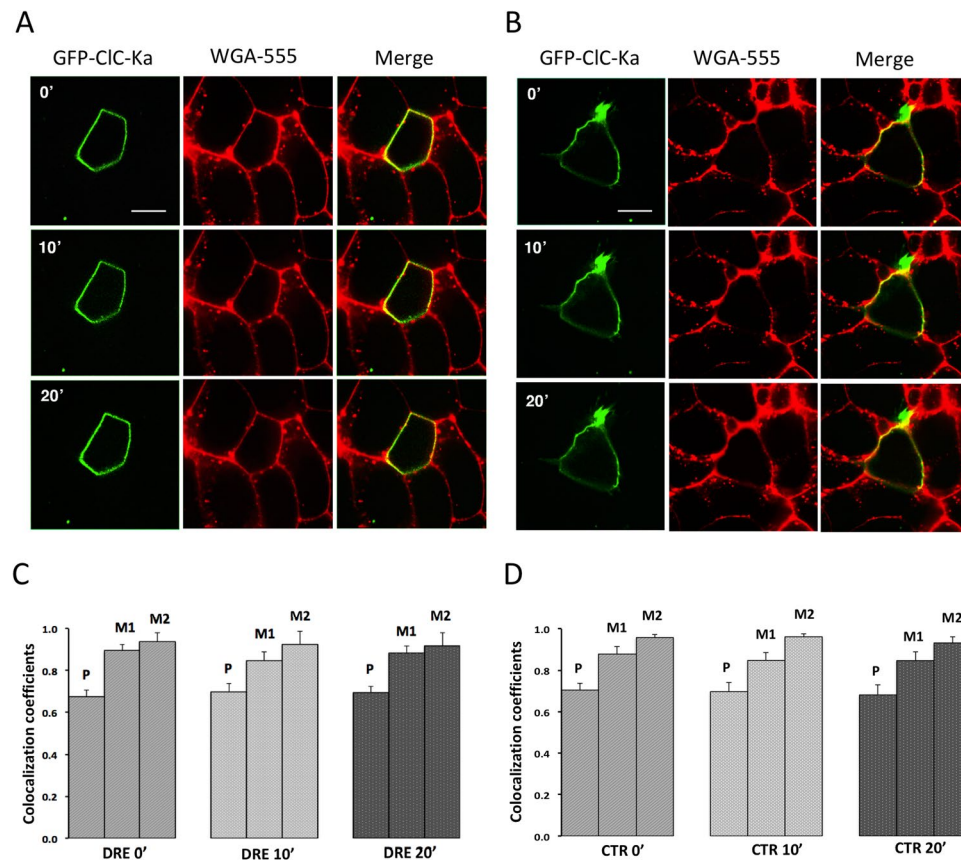 A
B
GFP-ClC-Ka WGA-555 Merge
GFP-ClC-Ka WGA-555 Merge
0'
0'
10'
10'
20'
20'
C
D
Colocalization coefficients
1.0
0.8
0.6
0.4
0.2
0.0
P M1 M2
P M1 M2
P M1 M2
DRE 0' DRE 10' DRE 20'
Colocalization coefficients
1.0
0.8
0.6
0.4
0.2
0.0
P M1 M2
P M1 M2
P M1 M2
CTR 0' CTR 10' CTR 20'